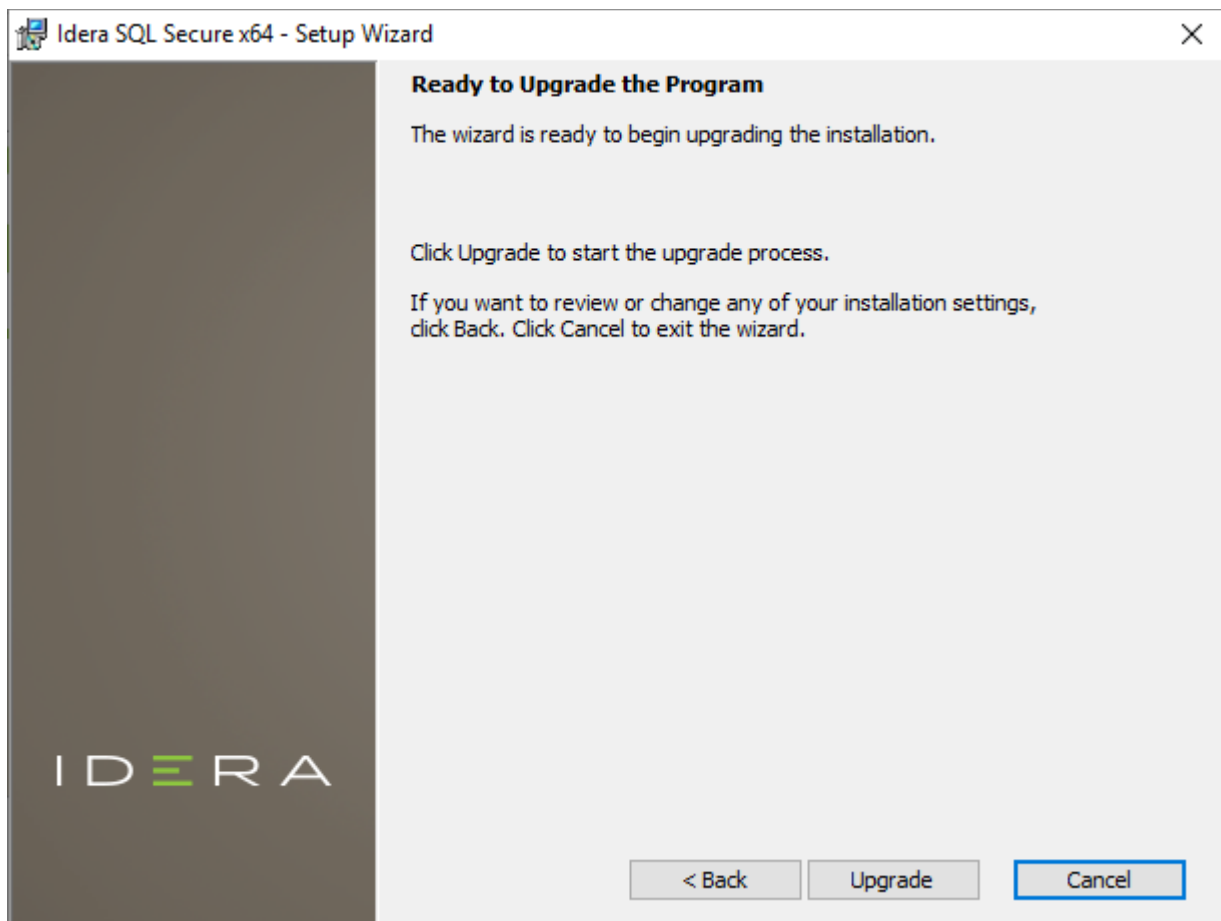 Idera SQL Secure x64 - Setup Wizard
Ready to Upgrade the Program
The wizard is ready to begin upgrading the installation.
Click Upgrade to start the upgrade process.
If you want to review or change any of your installation settings,
click Back. Click Cancel to exit the wizard.
IDERA
< Back
Upgrade
Cancel